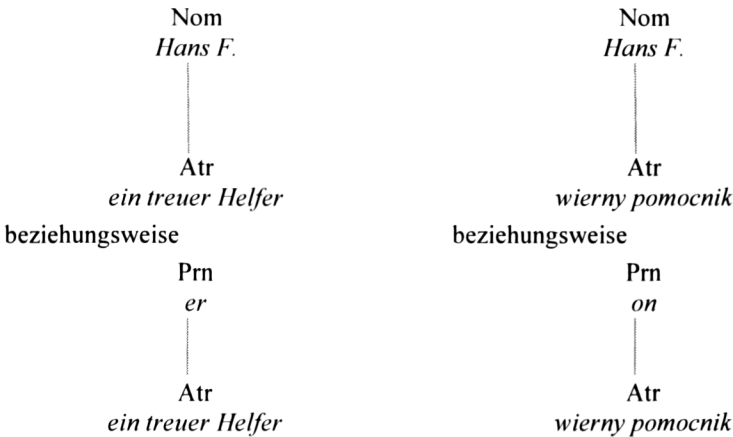 Nom Nom
Hans F. Hans F.
Atr Atr
ein treuer Helfer wierny pomocnik
beziehungsweise beziehungsweise
Prn Prn
er on
Atr Atr
ein treuer Helfer wierny pomocnik